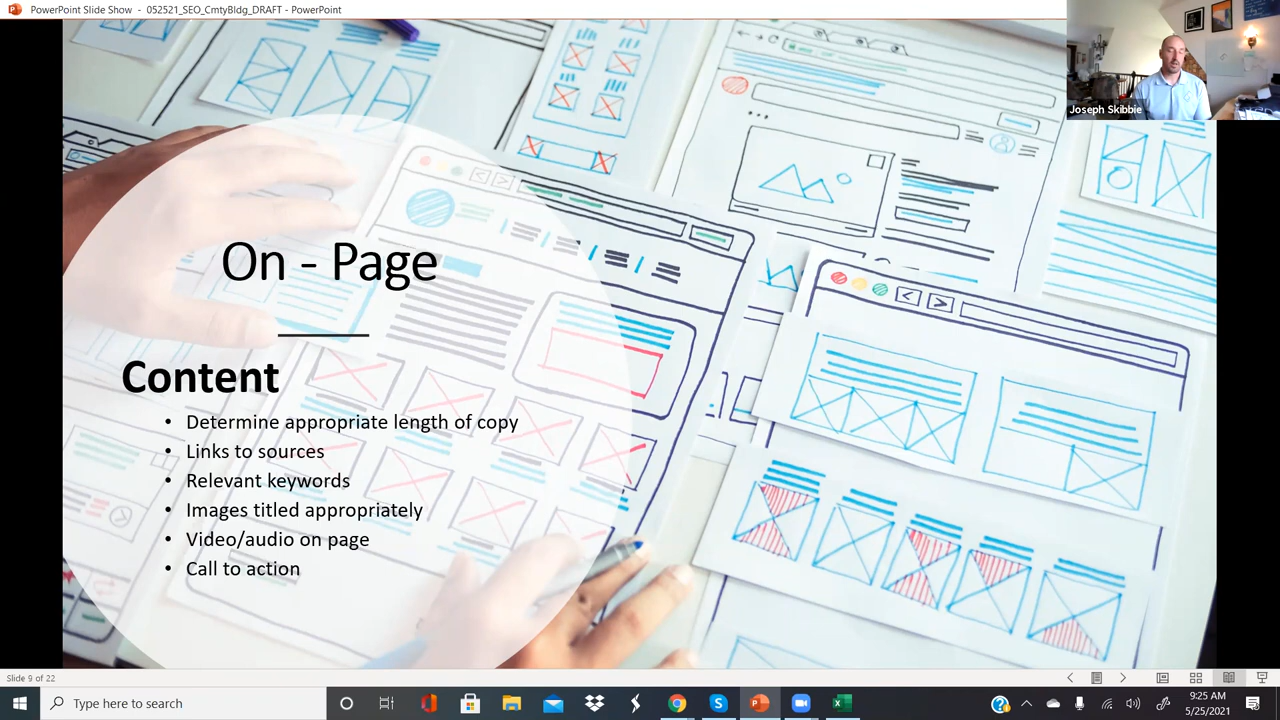 PowerPoint Slide Show - 052521_SEO_CmtyBldg_DRAFT - PowerPoint
Joseph Skibbie
On - Page
Content
• Determine appropriate length of copy
• Links to sources
• Relevant keywords
• Images titled appropriately
• Video/audio on page
• Call to action
Slide 9 of 22
Type here to search
9:25 AM
5/25/2021